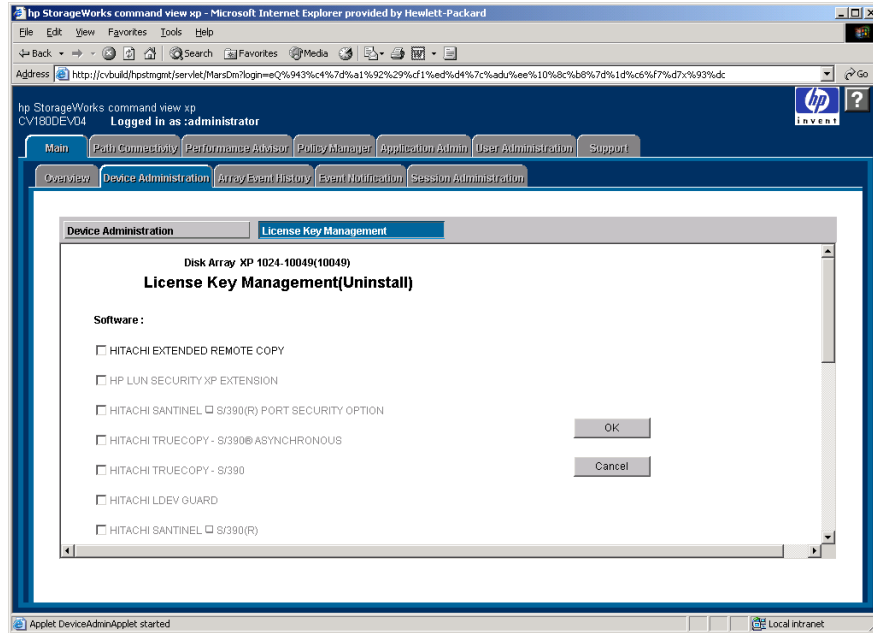 hp StorageWorks command view xp - Microsoft Internet Explorer provided by Hewlett-Packard
File Edit View Favorites Tools Help
Back Search Favorites Media
Address http://cvbuild/hpstmgmt/servlet/MarsDm?login=eQ%943%c4%7d%a1%92%29%cf1%ed%d4%7c%adu%ee%10%8c%b8%7d%1d%c6%f7%d7x%93%dc Go
hp StorageWorks command view xp
CV180DEV04 Logged in as :administrator
hp
invent
?
Main Path Connectivity Performance Advisor Policy Manager Application Admin User Administration Support
Overview Device Administration Array Event History Event Notification Session Administration
Device Administration License Key Management
Disk Array XP 1024-10049(10049)
License Key Management(Uninstall)
Software :
HITACHI EXTENDED REMOTE COPY
HP LUN SECURITY XP EXTENSION
HITACHI SANTINEL □ S/390(R) PORT SECURITY OPTION
HITACHI TRUECOPY - S/390® ASYNCHRONOUS
HITACHI TRUECOPY - S/390
HITACHI LDEV GUARD
HITACHI SANTINEL □ S/390(R)
OK
Cancel
Applet DeviceAdminApplet started Local intranet